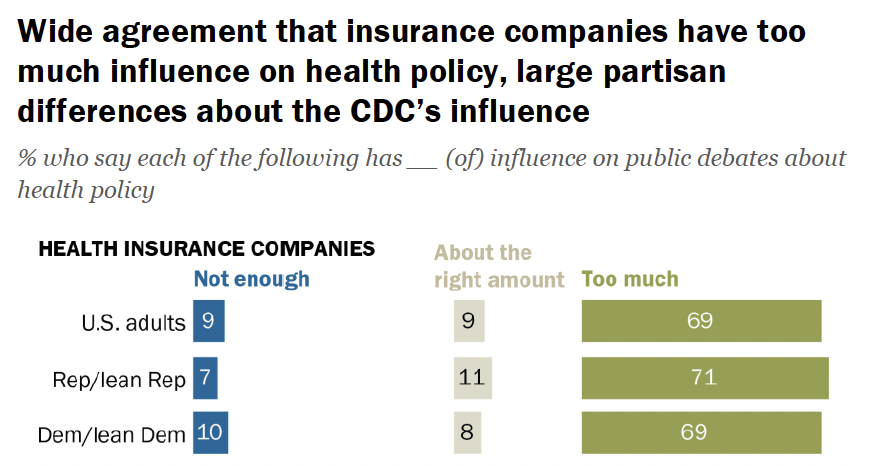 Wide agreement that insurance companies have too
much influence on health policy, large partisan
differences about the CDC’s influence
% who say each of the following has __ (of) influence on public debates about
health policy
HEALTH INSURANCE COMPANIES
Not enough
About the
right amount
Too much
U.S. adults 9 9 69
Rep/lean Rep 7 11 71
Dem/lean Dem 10 8 69